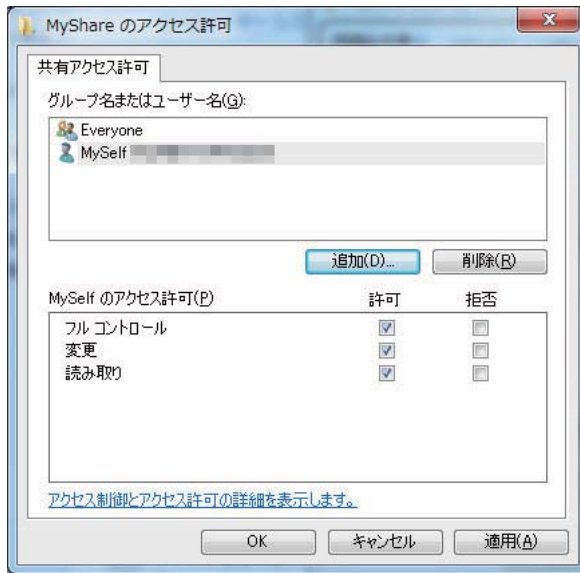 MyShare のアクセス許可
共有アクセス許可
グループ名またはユーザー名(G):
Everyone
MySelf
追加(D)... 削除(R)
MySelf のアクセス許可(P) 許可 拒否
フル コントロール
変更
読み取り
アクセス制御とアクセス許可の詳細を表示します。
OK キャンセル 適用(A)